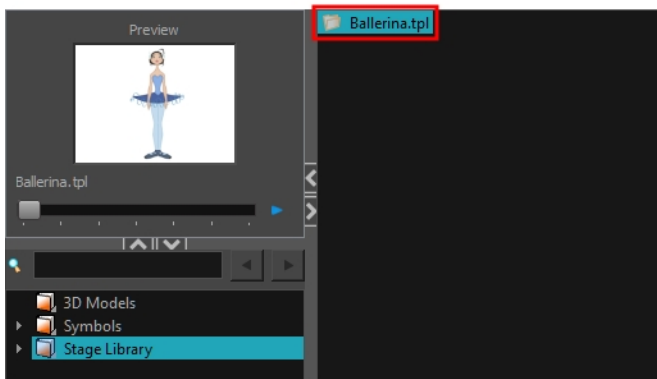 Preview
Ballerina.tpl
Ballerina.tpl
3D Models
Symbols
Stage Library